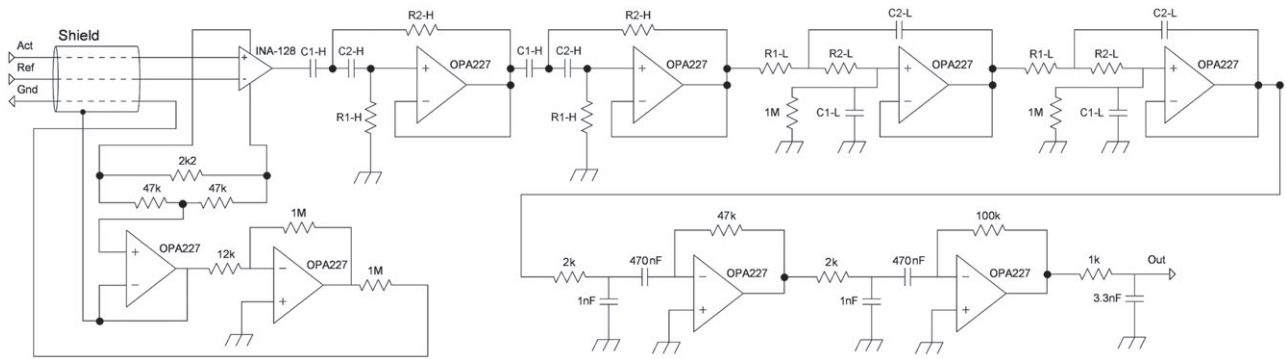 Shield
Act
Ref
Gnd
+
-
INA-128
C1-H
C2-H
R2-H
R1-H
+
−
OPA227
C1-H
C2-H
R2-H
R1-H
+
−
OPA227
R1-L
R2-L
C2-L
1M
C1-L
+
−
OPA227
R1-L
R2-L
C2-L
1M
C1-L
+
−
OPA227
2k2
47k
47k
+
−
OPA227
12k
1M
−
+
OPA227
1M
2k
1nF
470nF
47k
−
+
OPA227
2k
1nF
470nF
100k
−
+
OPA227
1k
3.3nF
Out